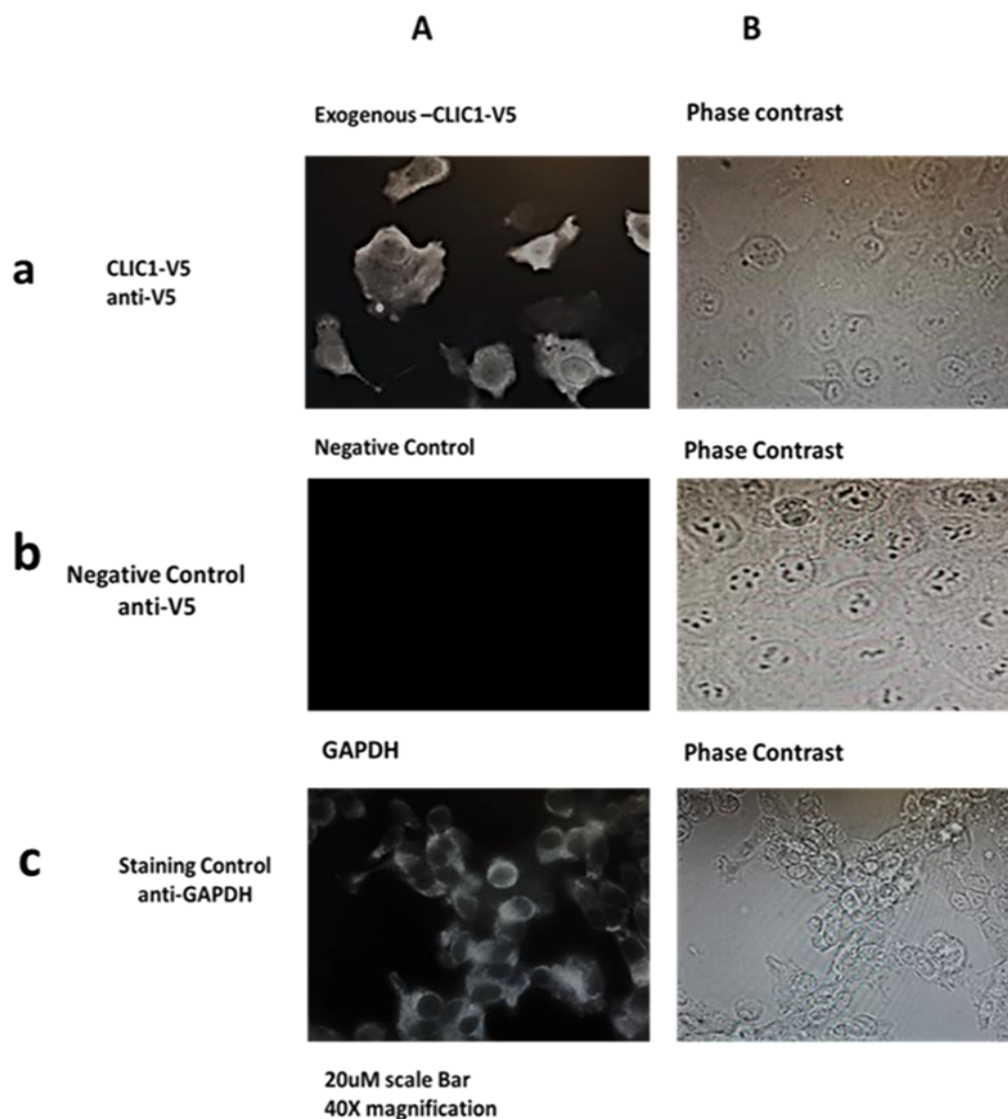 A
B
Exogenous –CLIC1-V5
Phase contrast
a
CLIC1-V5
anti-V5
Negative Control
Phase Contrast
b
Negative Control
anti-V5
GAPDH
Phase Contrast
c
Staining Control
anti-GAPDH
20uM scale Bar
40X magnification